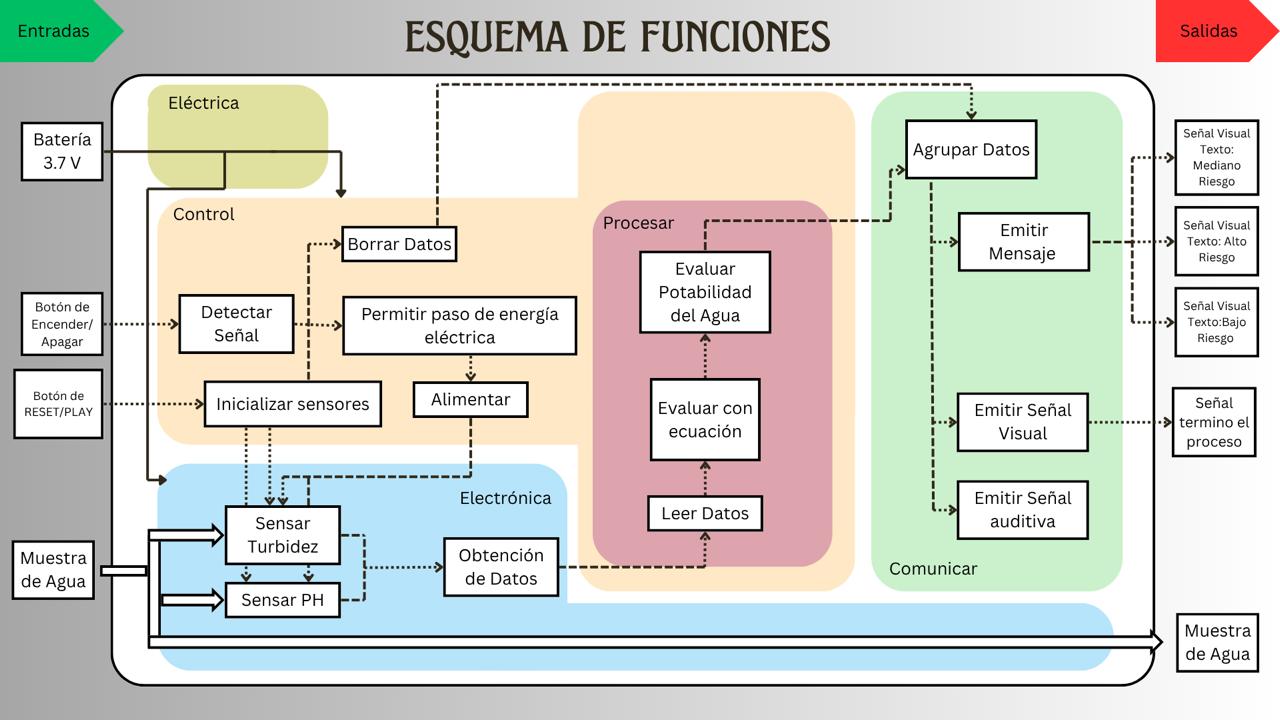 Entradas
ESQUEMA DE FUNCIONES
Salidas
Eléctrica
Batería
3.7 V
Control
Borrar Datos
Botón de
Encender/
Apagar
Detectar
Señal
Permitir paso de energía
eléctrica
Botón de
RESET/PLAY
Inicializar sensores
Alimentar
Electrónica
Sensar
Turbidez
Sensar PH
Obtención
de Datos
Muestra
de Agua
Procesar
Evaluar
Potabilidad
del Agua
Evaluar con
ecuación
Leer Datos
Agrupar Datos
Emitir
Mensaje
Emitir Señal
Visual
Emitir Señal
auditiva
Comunicar
Señal Visual
Texto:
Mediano
Riesgo
Señal Visual
Texto: Alto
Riesgo
Señal Visual
Texto:Bajo
Riesgo
Señal
termino el
proceso
Muestra
de Agua